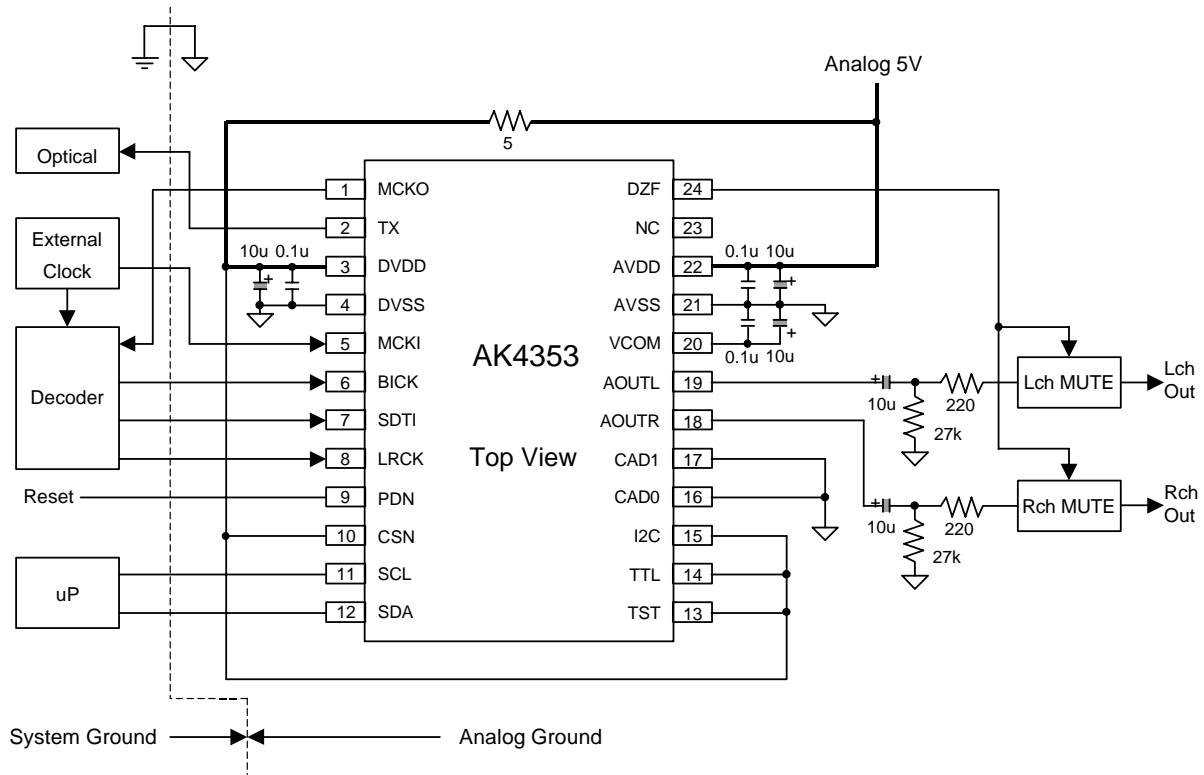 Analog 5V
5
Optical
External
Clock
Decoder
Reset
uP
10u 0.1u
1 MCKO
2 TX
3 DVDD
4 DVSS
5 MCKI
6 BICK
7 SDTI
8 LRCK
9 PDN
10 CSN
11 SCL
12 SDA
AK4353
Top View
DZF 24
NC 23
AVDD 22
AVSS 21
VCOM 20
AOUTL 19
AOUTR 18
CAD1 17
CAD0 16
I2C 15
TTL 14
TST 13
0.1u 10u
+
+
0.1u 10u
+
+
10u
220
27k
Lch MUTE
Lch
Out
+
10u
220
27k
Rch MUTE
Rch
Out
System Ground
Analog Ground